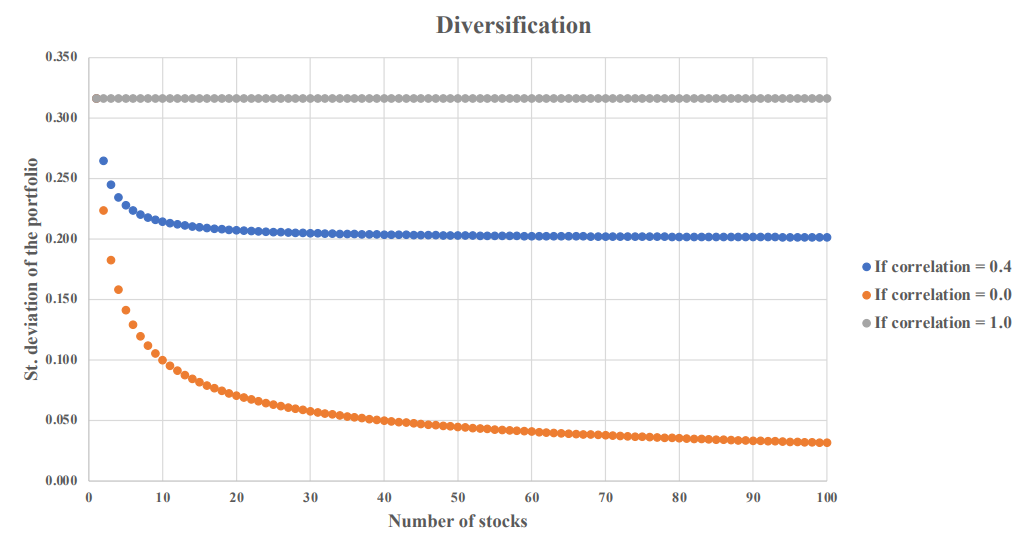 Diversification
0.350
0.300
0.250
0.200
0.150
0.100
0.050
0.000
St. deviation of the portfolio
0 10 20 30 40 50 60 70 80 90 100
Number of stocks
If correlation = 0.4
If correlation = 0.0
If correlation = 1.0